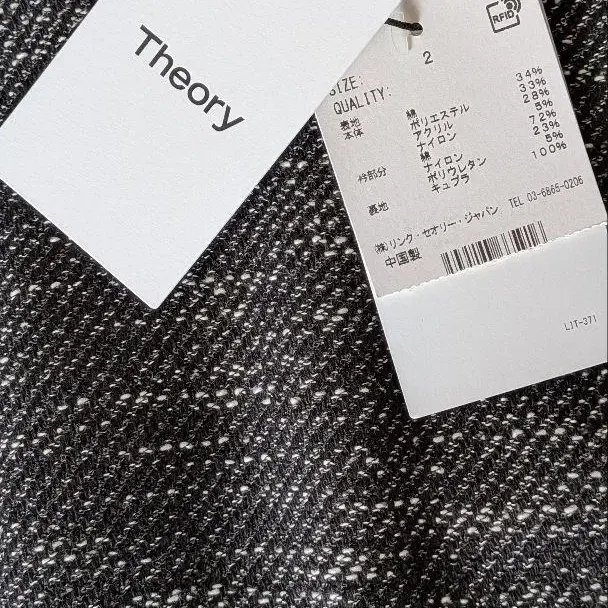 Theory
RFID
SIZE: 2
QUALITY:
表地
本体 綿 34%
ポリエステル 33%
アクリル 28%
ナイロン 5%
衿部分 綿 72%
ナイロン 23%
ポリウレタン 5%
裏地 キュプラ 100%
(株)リンク・セオリー・ジャパン TEL 03-6865-0206
中国製
LIT-371